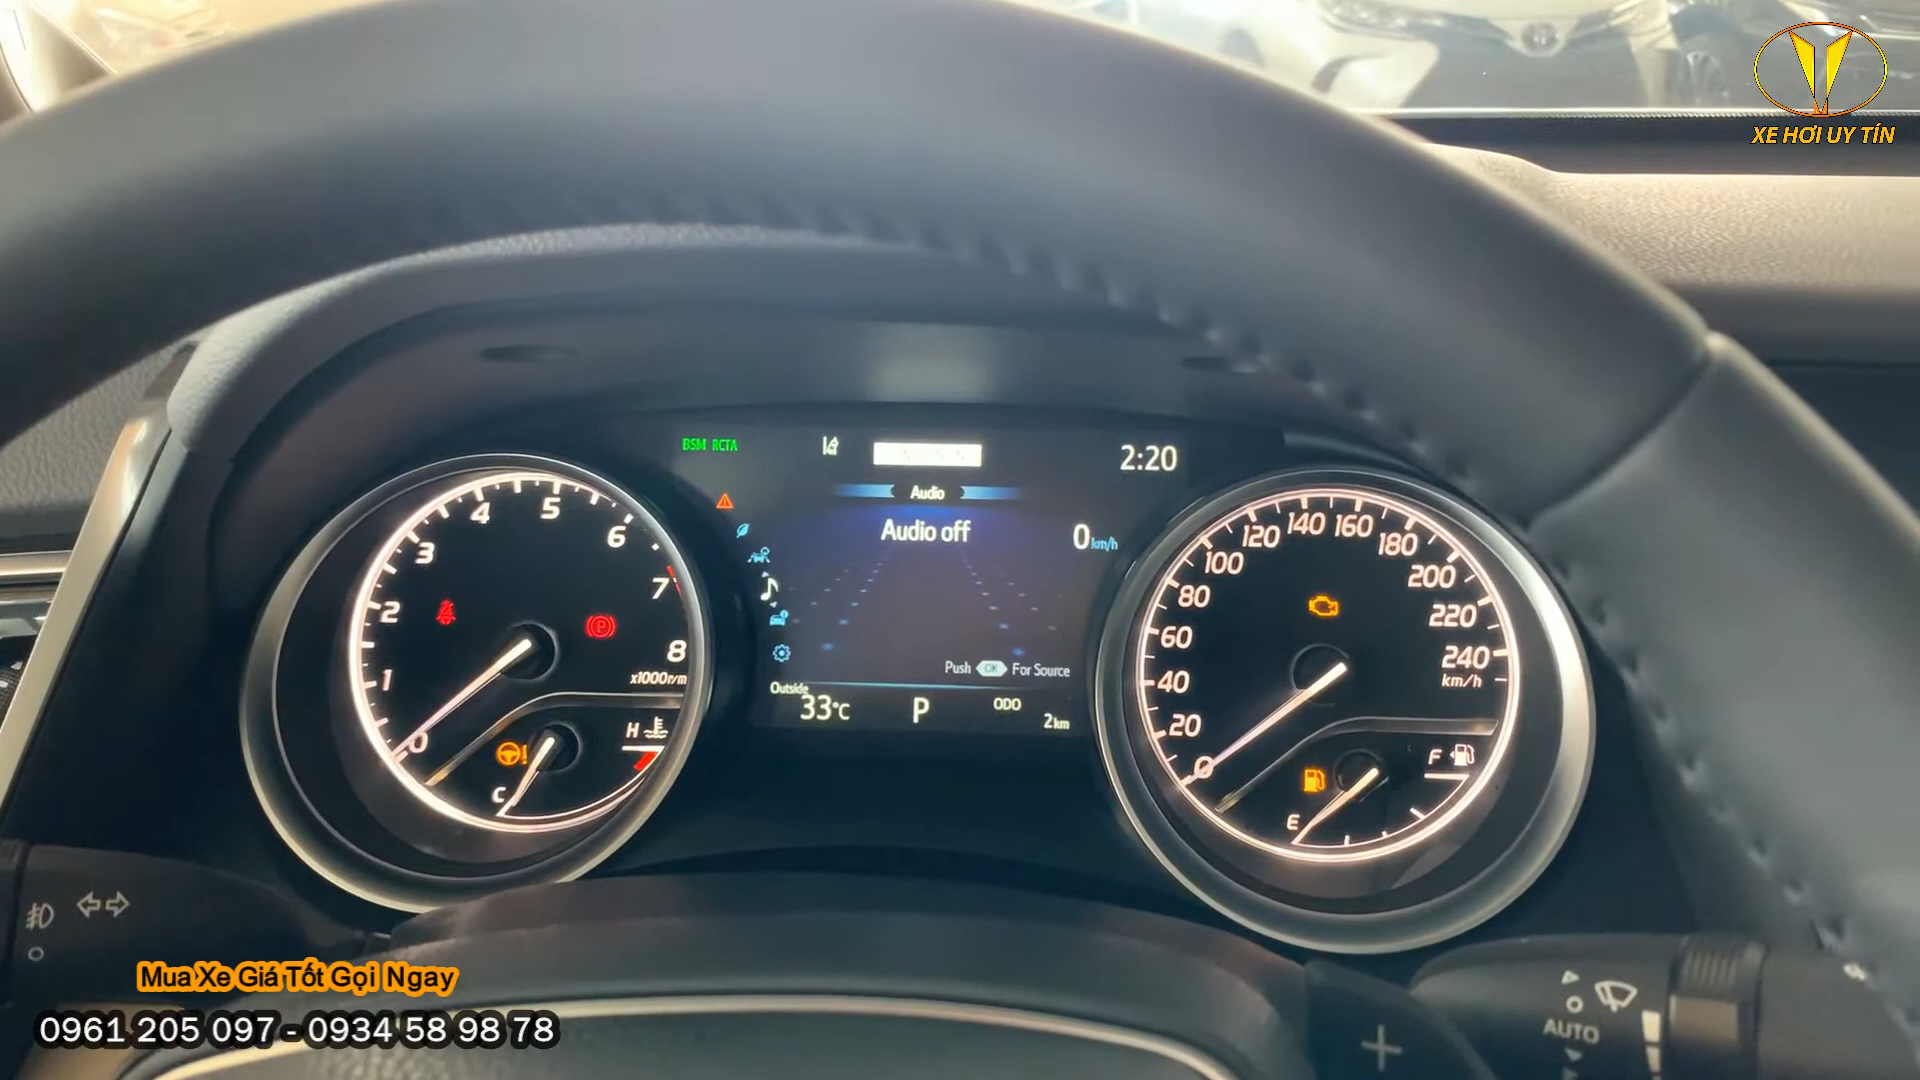 XE HƠI UY TÍN
BSM RCTA
2:20
Audio
Audio off
0 km/h
Push OK For Source
Outside
33°C
P
ODO
2 km
0
1
2
3
4
5
6
7
8
x1000r/m
H
C
0
20
40
60
80
100
120
140
160
180
200
220
240
km/h
F
E
AUTO
Mua Xe Giá Tốt Gọi Ngay
0961 205 097 - 0934 58 98 78